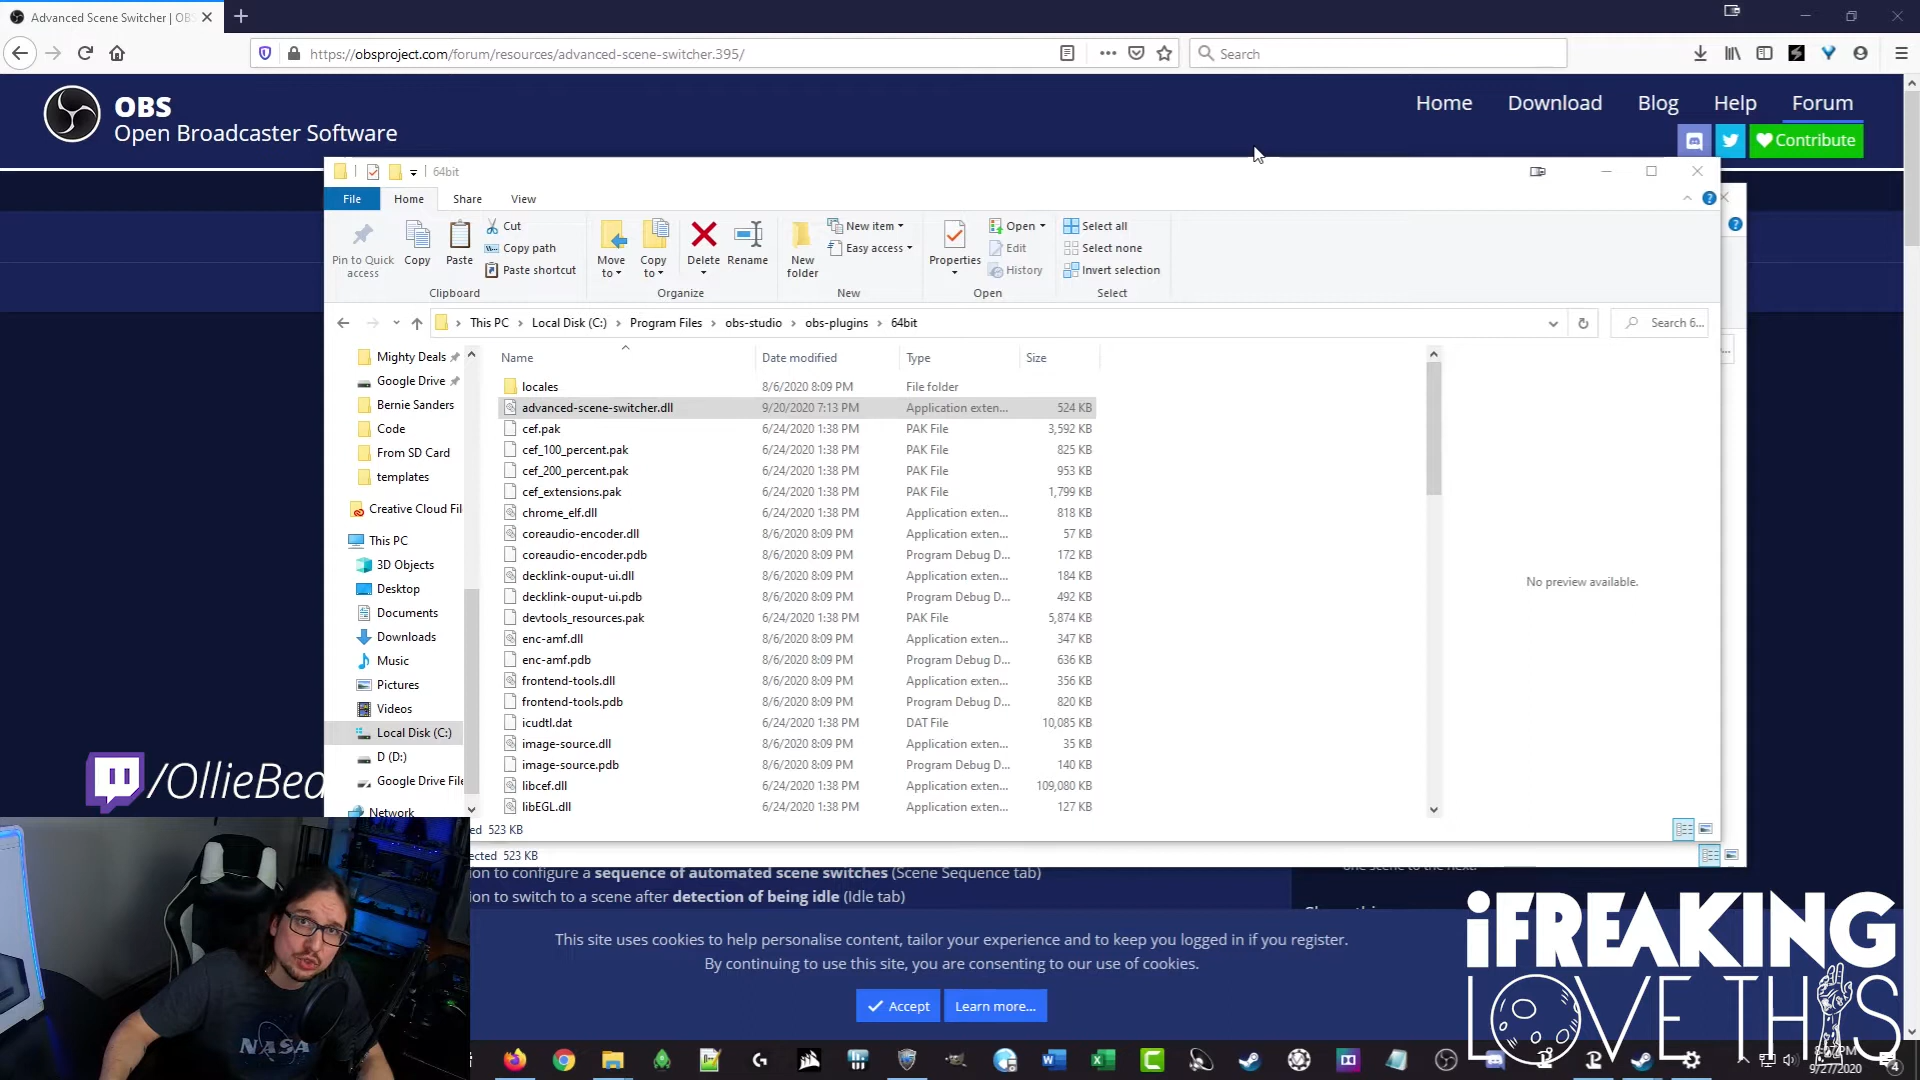 Advanced Scene Switcher | OBS
https://obsproject.com/forum/resources/advanced-scene-switcher.395/
Search
OBS
Open Broadcaster Software
Home
Download
Blog
Help
Forum
Contribute
64bit
File
Home
Share
View
Pin to Quick access
Copy
Paste
Cut
Copy path
Paste shortcut
Clipboard
Move to
Copy to
Delete
Rename
Organize
New folder
New item
Easy access
New
Properties
Open
Edit
History
Open
Select all
Select none
Invert selection
Select
This PC > Local Disk (C:) > Program Files > obs-studio > obs-plugins > 64bit
Search 6...
Mighty Deals
Google Drive
Bernie Sanders
Code
From SD Card
templates
Creative Cloud Fil
This PC
3D Objects
Desktop
Documents
Downloads
Music
Pictures
Videos
Local Disk (C:)
D (D:)
Google Drive File
Network
Name Date modified Type Size
locales 8/6/2020 8:09 PM File folder
advanced-scene-switcher.dll 9/20/2020 7:13 PM Application exten... 524 KB
cef.pak 6/24/2020 1:38 PM PAK File 3,592 KB
cef_100_percent.pak 6/24/2020 1:38 PM PAK File 825 KB
cef_200_percent.pak 6/24/2020 1:38 PM PAK File 953 KB
cef_extensions.pak 6/24/2020 1:38 PM PAK File 1,799 KB
chrome_elf.dll 6/24/2020 1:38 PM Application exten... 818 KB
coreaudio-encoder.dll 8/6/2020 8:09 PM Application exten... 57 KB
coreaudio-encoder.pdb 8/6/2020 8:09 PM Program Debug D... 172 KB
decklink-ouput-ui.dll 8/6/2020 8:09 PM Application exten... 184 KB
decklink-ouput-ui.pdb 8/6/2020 8:09 PM Program Debug D... 492 KB
devtools_resources.pak 6/24/2020 1:38 PM PAK File 5,874 KB
enc-amf.dll 8/6/2020 8:09 PM Application exten... 347 KB
enc-amf.pdb 8/6/2020 8:09 PM Program Debug D... 636 KB
frontend-tools.dll 8/6/2020 8:09 PM Application exten... 356 KB
frontend-tools.pdb 8/6/2020 8:09 PM Program Debug D... 820 KB
icudtl.dat 6/24/2020 1:38 PM DAT File 10,085 KB
image-source.dll 8/6/2020 8:09 PM Application exten... 35 KB
image-source.pdb 8/6/2020 8:09 PM Program Debug D... 140 KB
libcef.dll 6/24/2020 1:38 PM Application exten... 109,080 KB
libEGL.dll 6/24/2020 1:38 PM Application exten... 127 KB
No preview available.
/OllieBea
ed 523 KB
ected 523 KB
ion to configure a sequence of automated scene switches (Scene Sequence tab)
ion to switch to a scene after detection of being idle (Idle tab)
one scene to the next.
This site uses cookies to help personalise content, tailor your experience and to keep you logged in if you register.
By continuing to use this site, you are consenting to our use of cookies.
Accept
Learn more...
iFREAKING
LOVE THIS
NASA
9/27/2020
4